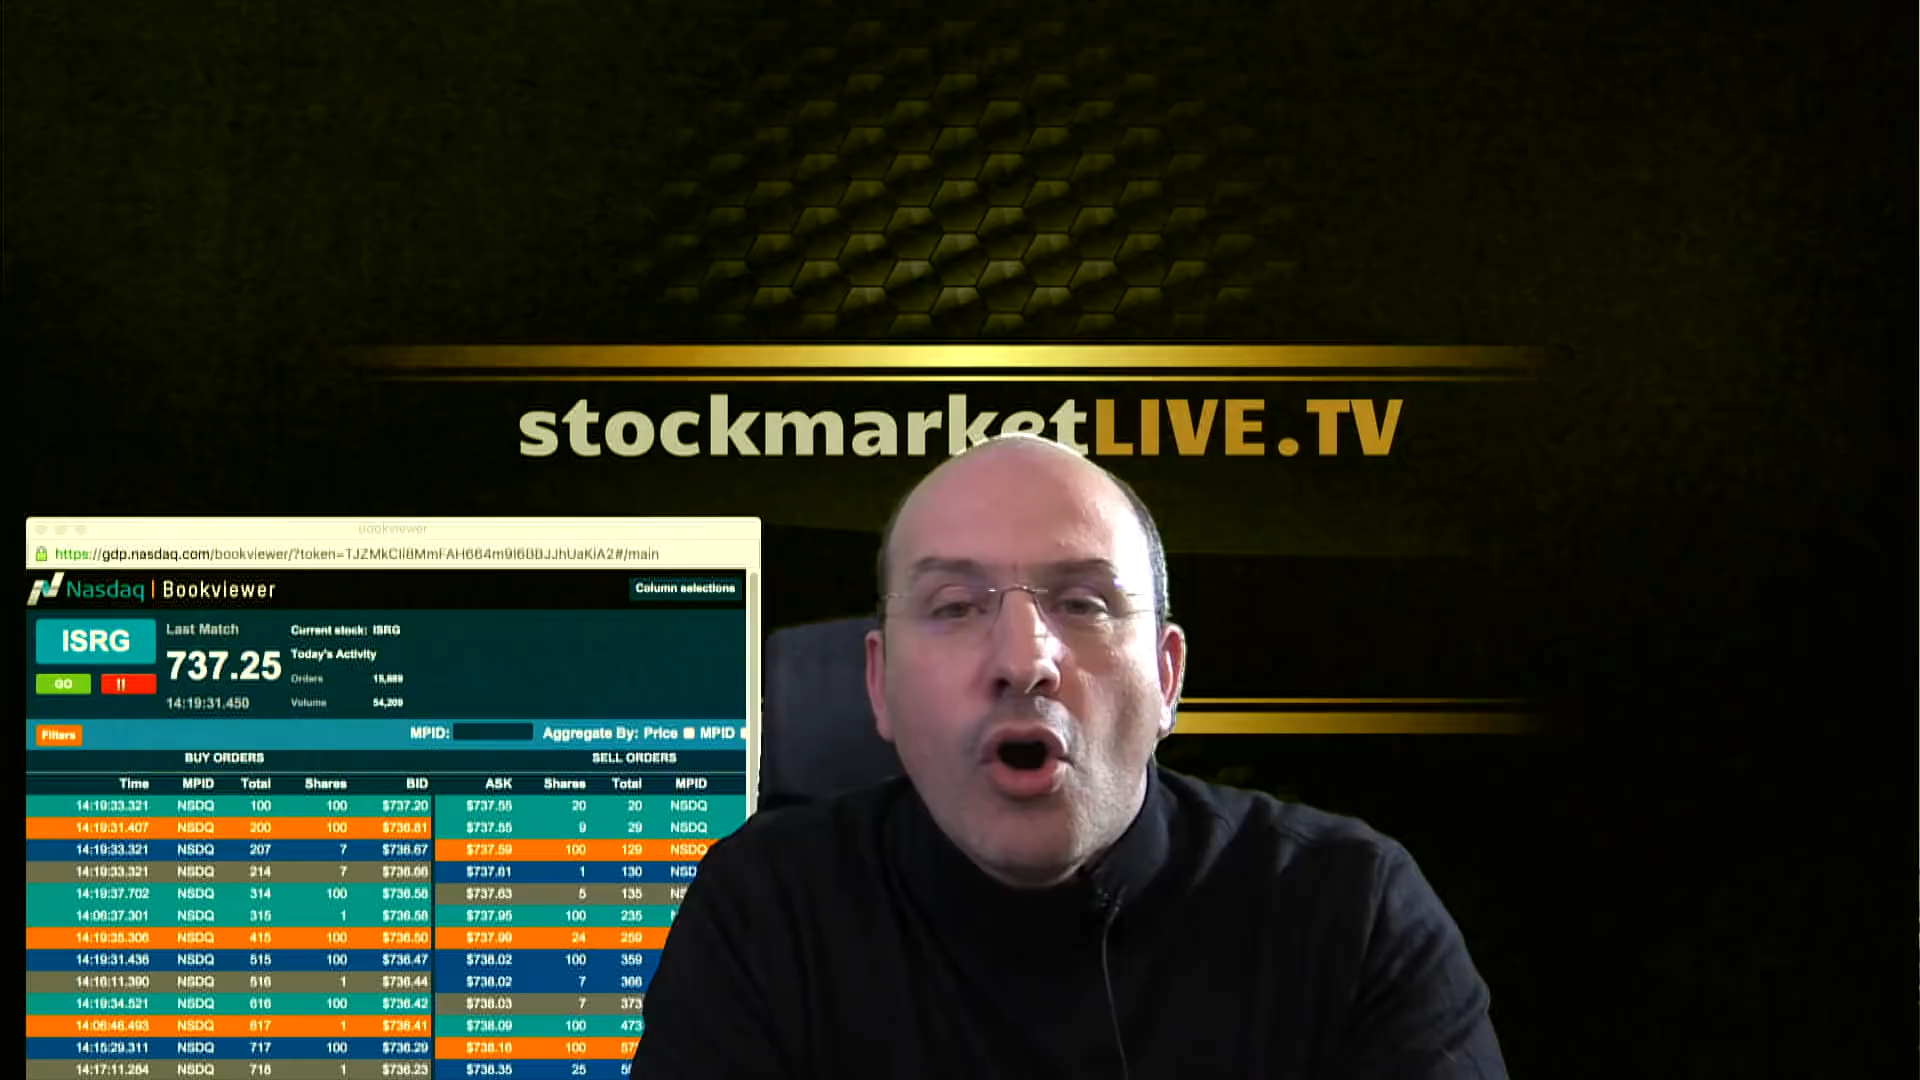 stockmarketLIVE.TV
Bookviewer
https://gdp.nasdaq.com/bookviewer/?token=
Nasdaq | Bookviewer
Column selections
ISRG
Last Match
737.25
14:19:31.450
GO
Current stock: ISRG
Today's Activity
Orders
Volume 54,209
Filters
MPID:
Aggregate By: Price MPID
BUY ORDERS SELL ORDERS
Time MPID Total Shares BID ASK Shares Total MPID
14:19:33.321 NSDQ 100 100 $737.20 $737.55 20 20 NSDQ
14:19:31.407 NSDQ 200 100 $736.81 $737.55 9 29 NSDQ
14:19:33.321 NSDQ 207 7 $736.67 $737.59 100 129 NSDQ
14:19:33.321 NSDQ 214 7 $736.66 $737.61 1 130 NSD
14:19:37.702 NSDQ 314 100 $736.58 $737.63 5 135
14:06:37.301 NSDQ 315 1 $736.58 $737.95 100 235
14:19:35.306 NSDQ 415 100 $736.50 $737.99 24 259
14:19:31.436 NSDQ 515 100 $736.47 $738.02 100 359
14:16:11.390 NSDQ 516 1 $736.44 $738.02 7 366
14:19:34.521 NSDQ 616 100 $736.42 $738.03 7 373
14:06:46.493 NSDQ 617 1 $736.41 $738.09 100 473
14:15:29.311 NSDQ 717 100 $736.29 $738.16 100
14:17:11.264 NSDQ 718 1 $736.23 $738.35 25